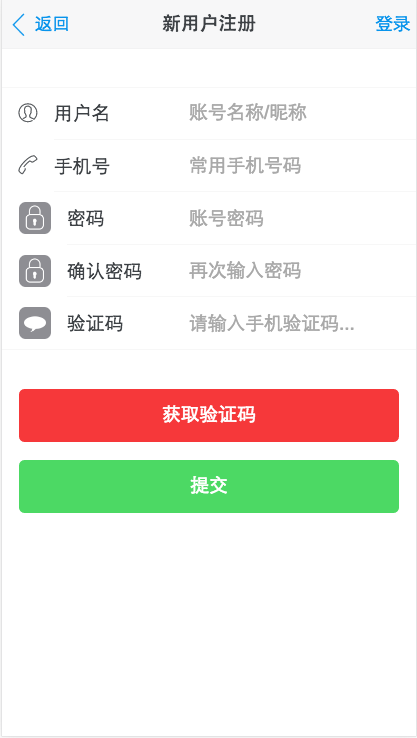 返回 新用户注册 登录
用户名 账号名称/昵称
手机号 常用手机号码
密码 账号密码
确认密码 再次输入密码
验证码 请输入手机验证码...
获取验证码
提交